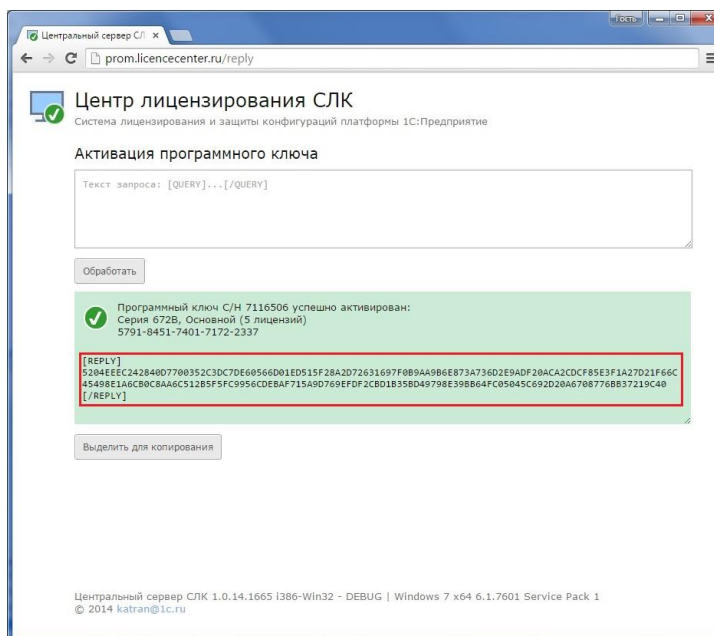 Гость
Центральный сервер СЛ
prom.licencecenter.ru/reply
Центр лицензирования СЛК
Система лицензирования и защиты конфигураций платформы 1С:Предприятие
Активация программного ключа
Текст запроса: [QUERY]...[/QUERY]
Обработать
Программный ключ С/Н 7116506 успешно активирован:
Серия 672B, Основной (5 лицензий)
5791-8451-7401-7172-2337
[REPLY]
5204EEEC242840D7700352C3DC7DE60566D01ED515F28A2D72631697F0B9AA9B6E873A736D2E9ADF20ACA2CDCF85E3F1A27D21F66C
45498E1A6CB0C8AA6C512B5F5FC9956CDEBAF715A9D769EFDF2CBD1B35BD49798E39BB64FC05045C692D20A6708776BB37219C40
[/REPLY]
Выделить для копирования
Центральный сервер СЛК 1.0.14.1665 i386-Win32 - DEBUG | Windows 7 x64 6.1.7601 Service Pack 1
© 2014 katran@1c.ru